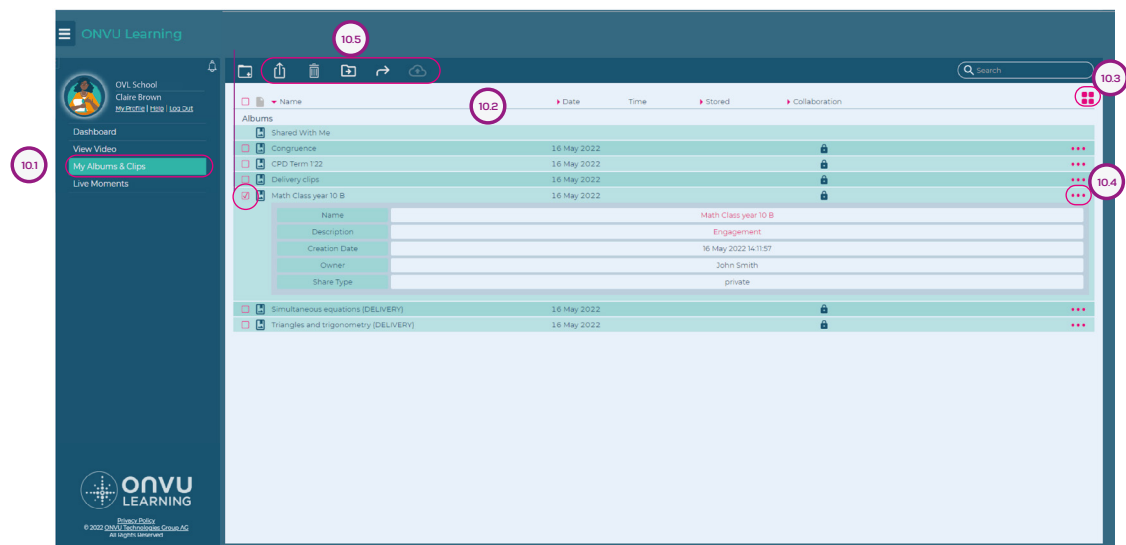 ONVU Learning
10.5
OVL School
Claire Brown
My Profile | Help | Log Out
Search
10.3
Name
10.2
Date
Time
Stored
Collaboration
Albums
Dashboard
Shared With Me
View Video
Congruence 16 May 2022
10.1
My Albums & Clips
CPD Term 1'22 16 May 2022
Live Moments
Delivery clips 16 May 2022
10.4
Math Class year 10 B 16 May 2022
Name Math Class year 10 B
Description Engagement
Creation Date 16 May 2022 14:11:57
Owner John Smith
Share Type private
Simultaneous equations (DELIVERY) 16 May 2022
Triangles and trigonometry (DELIVERY) 16 May 2022
onvu
LEARNING
Privacy Policy
© 2022 ONVU Technologies Group AG
All Rights Reserved